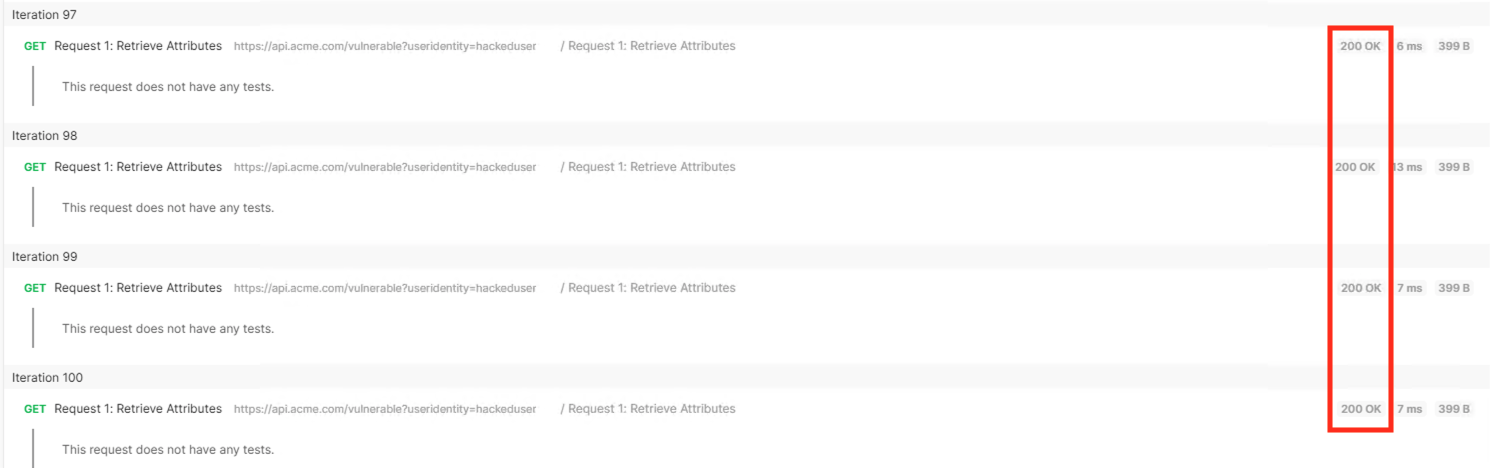 Iteration 97
GET Request 1: Retrieve Attributes https://api.acme.com/vulnerable?useridentity=hackeduser / Request 1: Retrieve Attributes 200 OK 6 ms 399 B
This request does not have any tests.
Iteration 98
GET Request 1: Retrieve Attributes https://api.acme.com/vulnerable?useridentity=hackeduser / Request 1: Retrieve Attributes 200 OK 13 ms 399 B
This request does not have any tests.
Iteration 99
GET Request 1: Retrieve Attributes https://api.acme.com/vulnerable?useridentity=hackeduser / Request 1: Retrieve Attributes 200 OK 7 ms 399 B
This request does not have any tests.
Iteration 100
GET Request 1: Retrieve Attributes https://api.acme.com/vulnerable?useridentity=hackeduser / Request 1: Retrieve Attributes 200 OK 7 ms 399 B
This request does not have any tests.